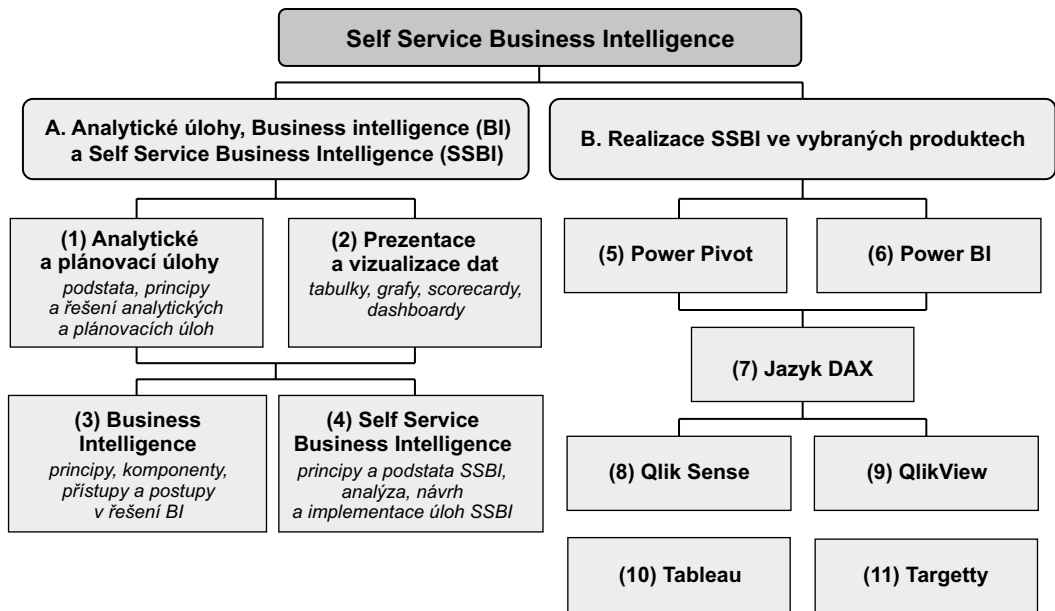 Self Service Business Intelligence
A. Analytické úlohy, Business intelligence (BI)
a Self Service Business Intelligence (SSBI)
B. Realizace SSBI ve vybraných produktech
(1) Analytické
a plánovací úlohy
podstata, principy
a řešení analytických
a plánovacích úloh
(2) Prezentace
a vizualizace dat
tabulky, grafy, scorecardy,
dashboardy
(5) Power Pivot
(6) Power BI
(7) Jazyk DAX
(3) Business
Intelligence
principy, komponenty,
přístupy a postupy
v řešení BI
(4) Self Service
Business Intelligence
principy a podstata SSBI,
analýza, návrh
a implementace úloh SSBI
(8) Qlik Sense
(9) QlikView
(10) Tableau
(11) Targetty